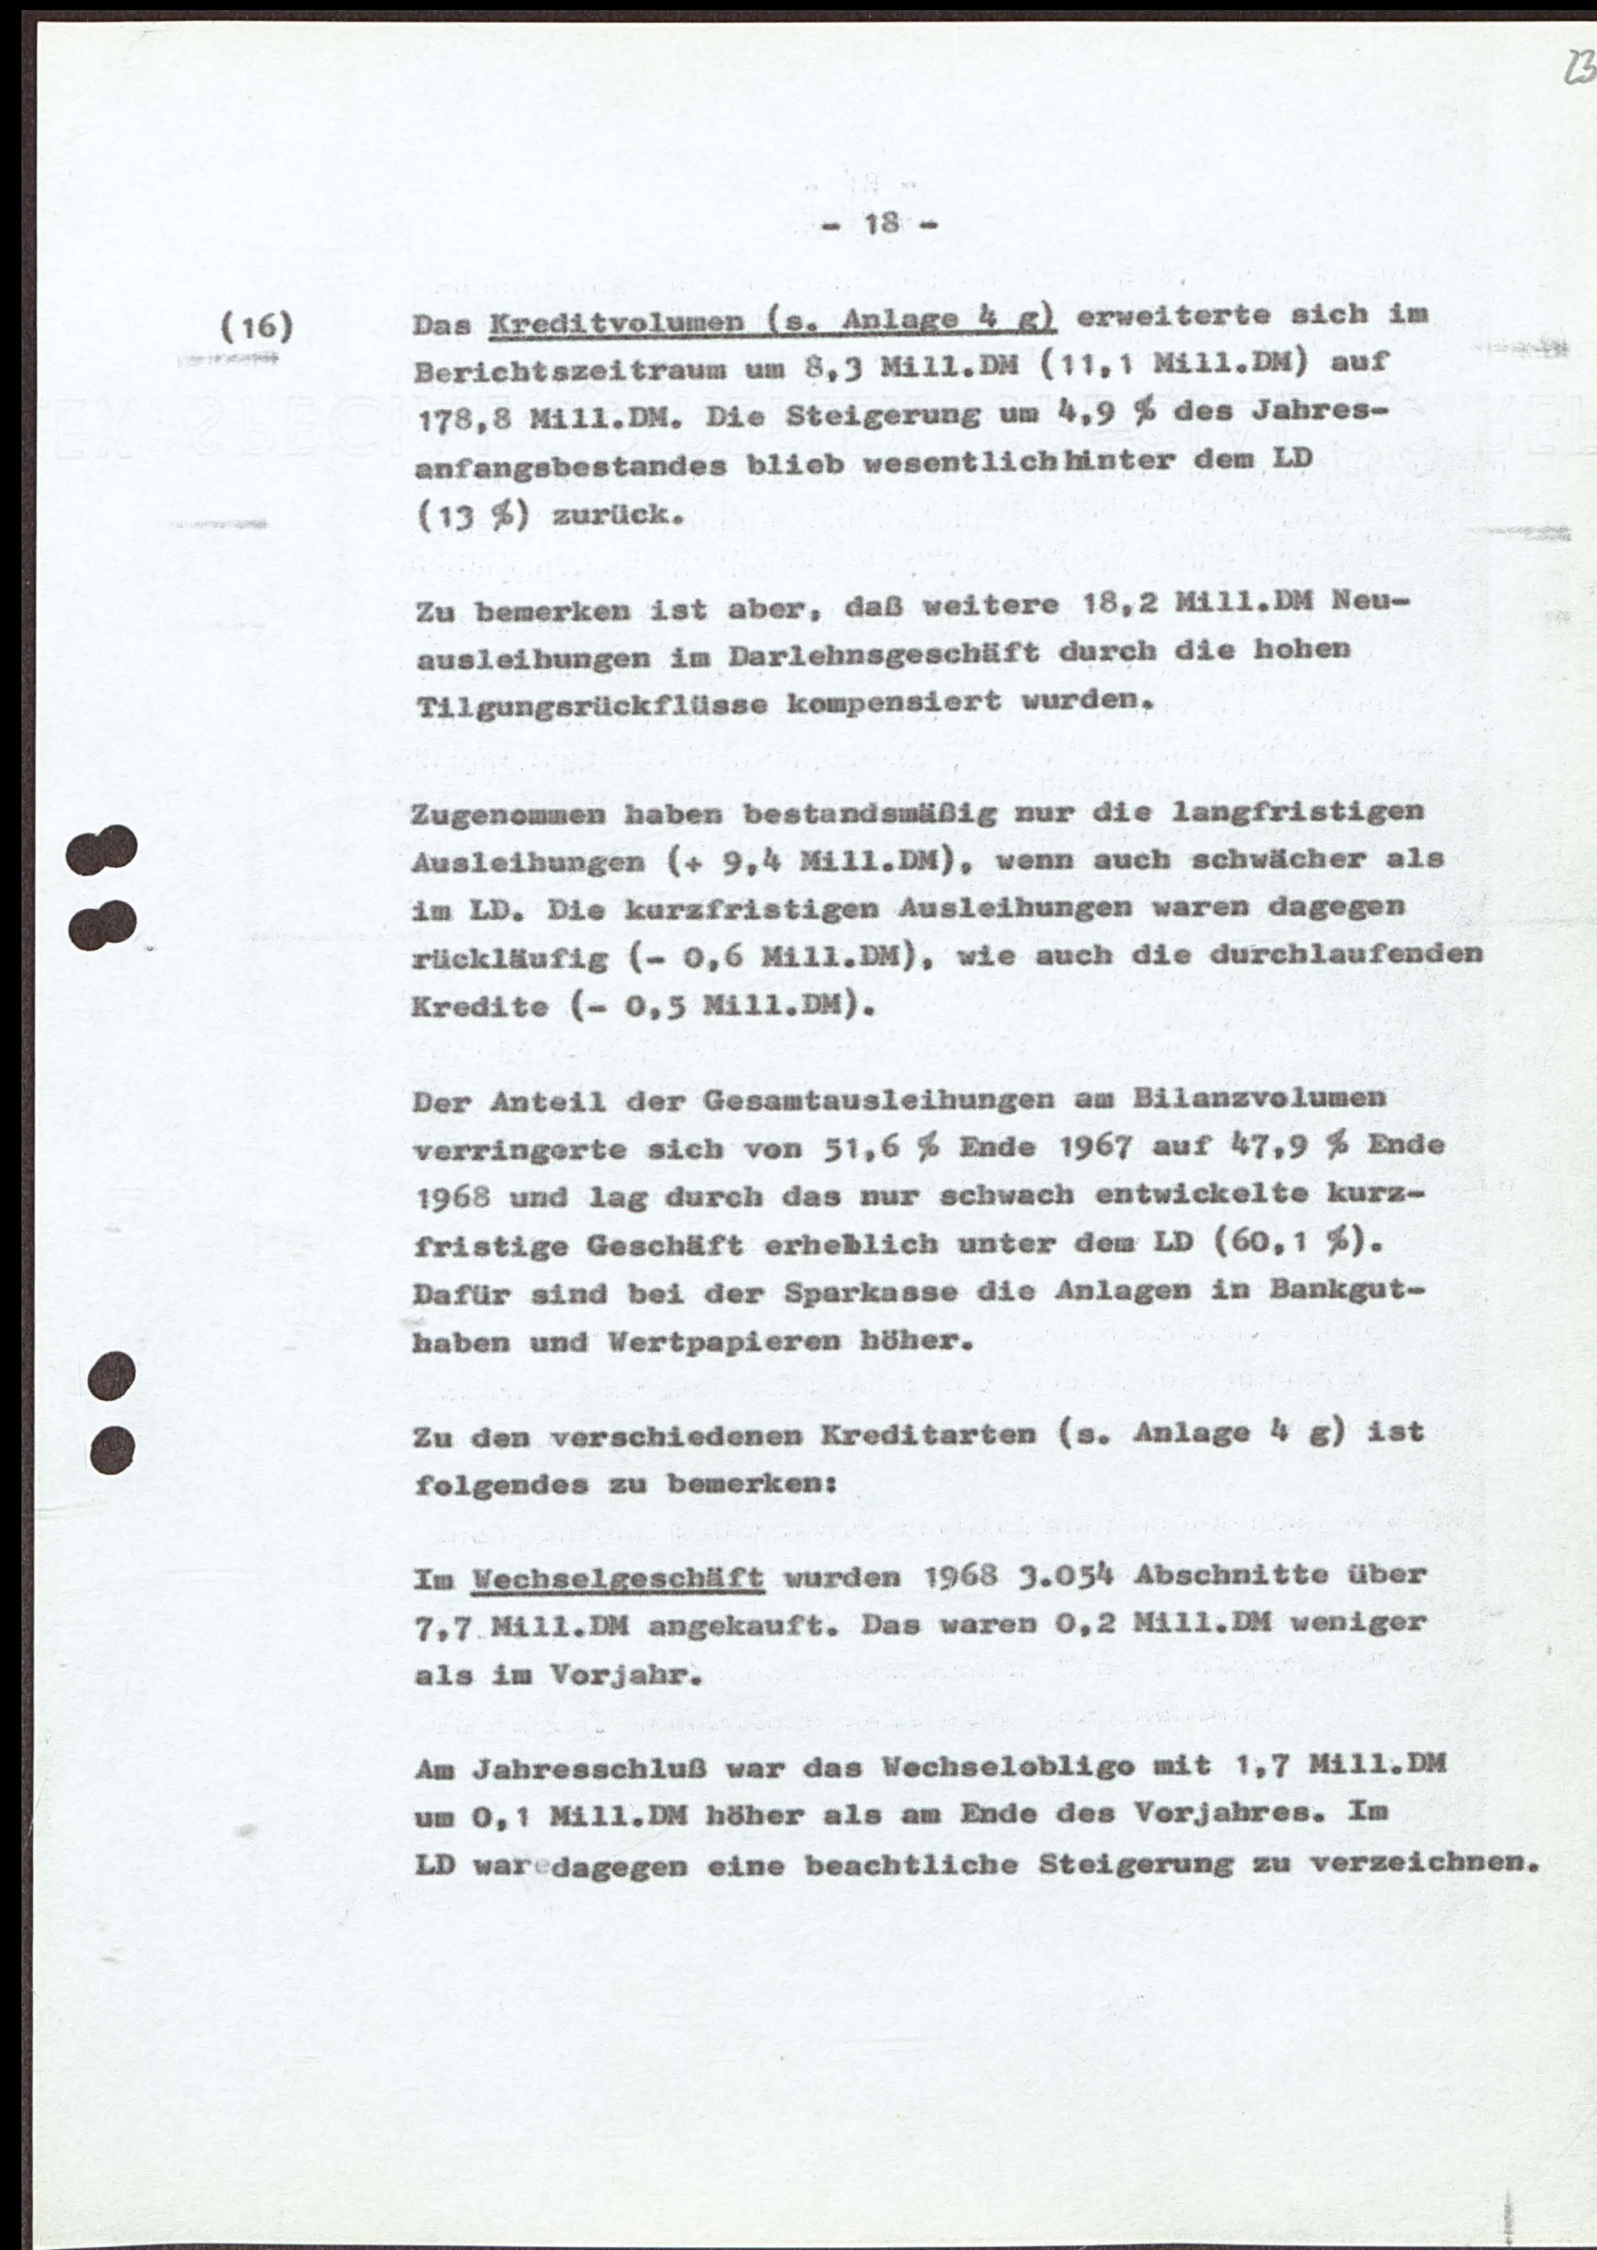 - 18 -
(16) Das Kreditvolumen (s. Anlage 4 g) erweiterte sich im
Berichtszeitraum um 8,3 Mill.DM (11,1 Mill.DM) auf
178,8 Mill.DM. Die Steigerung um 4,9 % des Jahres-
anfangsbestandes blieb wesentlich hinter dem LD
(13 %) zurück.
Zu bemerken ist aber, daß weitere 18,2 Mill.DM Neu-
ausleihungen im Darlehnsgeschäft durch die hohen
Tilgungsrückflüsse kompensiert wurden.
Zugenommen haben bestandsmäßig nur die langfristigen
Ausleihungen (+ 9,4 Mill.DM), wenn auch schwächer als
im LD. Die kurzfristigen Ausleihungen waren dagegen
rückläufig (- 0,6 Mill.DM), wie auch die durchlaufenden
Kredite (- 0,5 Mill.DM).
Der Anteil der Gesamtausleihungen am Bilanzvolumen
verringerte sich von 51,6 % Ende 1967 auf 47,9 % Ende
1968 und lag durch das nur schwach entwickelte kurz-
fristige Geschäft erheblich unter dem LD (60,1 %).
Dafür sind bei der Sparkasse die Anlagen in Bankgut-
haben und Wertpapieren höher.
Zu den verschiedenen Kreditarten (s. Anlage 4 g) ist
folgendes zu bemerken:
Im Wechselgeschäft wurden 1968 3.054 Abschnitte über
7,7 Mill.DM angekauft. Das waren 0,2 Mill.DM weniger
als im Vorjahr.
Am Jahresschluß war das Wechselobligo mit 1,7 Mill.DM
um 0,1 Mill.DM höher als am Ende des Vorjahres. Im
LD war dagegen eine beachtliche Steigerung zu verzeichnen.